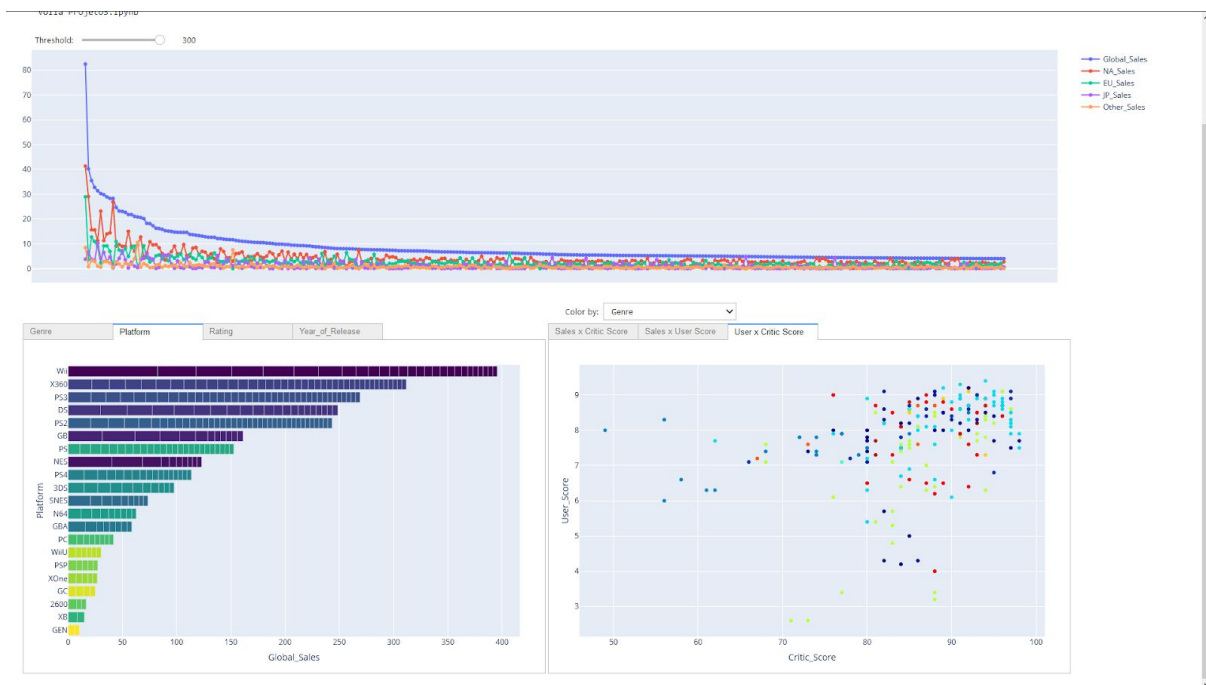 Voila Projeto3.ipynb
Threshold: 300
80
70
60
50
40
30
20
10
0
Global_Sales
NA_Sales
EU_Sales
JP_Sales
Other_Sales
Color by: Genre
Genre Platform Rating Year_of_Release
Sales x Critic Score Sales x User Score User x Critic Score
Platform
Wii
X360
PS3
DS
PS2
GB
PS
NES
PS4
3DS
SNES
N64
GBA
PC
WiiU
PSP
XOne
GC
2600
XB
GEN
0 50 100 150 200 250 300 350 400
Global_Sales
User_Score
9
8
7
6
5
4
3
50 60 70 80 90 100
Critic_Score